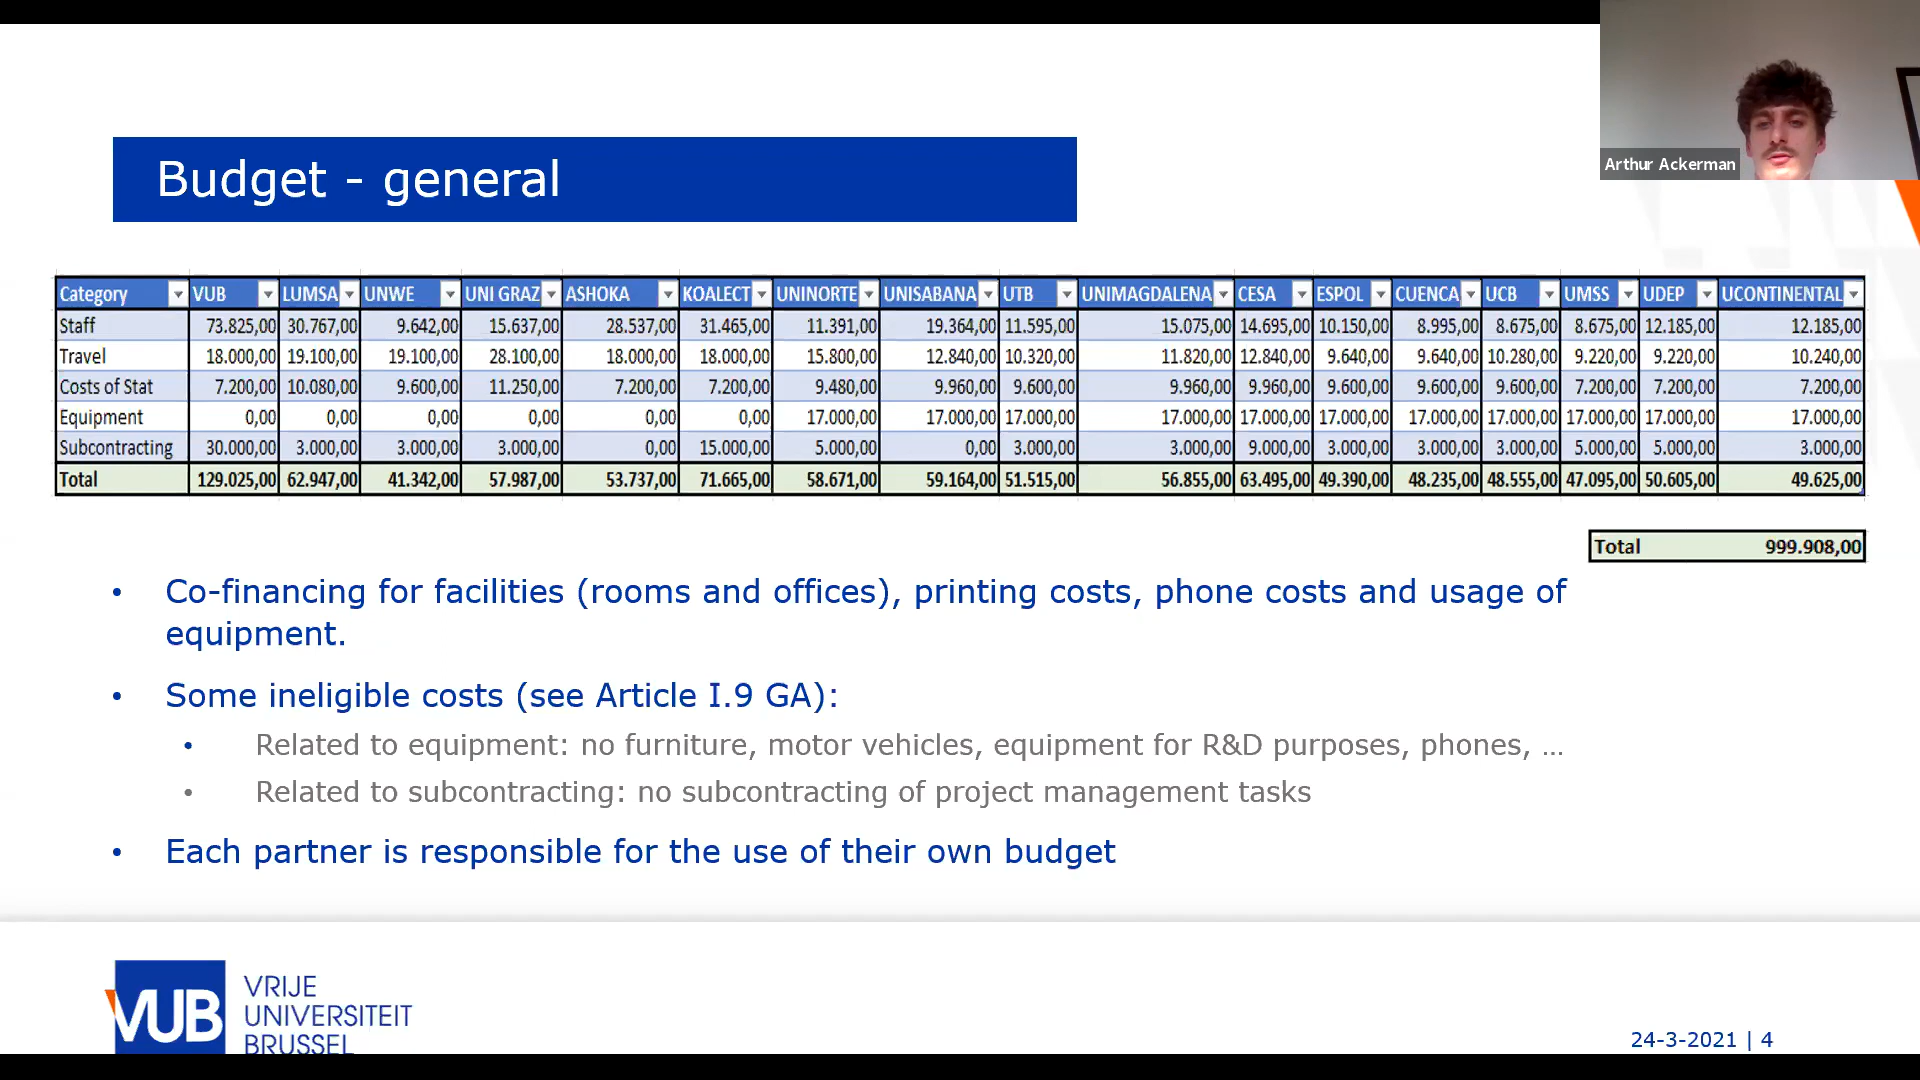 Arthur Ackerman
Budget - general
Category VUB LUMSA UNWE UNI GRAZ ASHOKA KOALECT UNINORTE UNISABANA UTB UNIMAGDALENA CESA ESPOL CUENCA UCB UMSS UDEP UCONTINENTAL
Staff 73.825,00 30.767,00 9.642,00 15.637,00 28.537,00 31.465,00 11.391,00 19.364,00 11.595,00 15.075,00 14.695,00 10.150,00 8.995,00 8.675,00 8.675,00 12.185,00 12.185,00
Travel 18.000,00 19.100,00 19.100,00 28.100,00 18.000,00 18.000,00 15.800,00 12.840,00 10.320,00 11.820,00 12.840,00 9.640,00 9.640,00 10.280,00 9.220,00 9.220,00 10.240,00
Costs of Stat 7.200,00 10.080,00 9.600,00 11.250,00 7.200,00 7.200,00 9.480,00 9.960,00 9.600,00 9.960,00 9.960,00 9.600,00 9.600,00 9.600,00 7.200,00 7.200,00 7.200,00
Equipment 0,00 0,00 0,00 0,00 0,00 0,00 17.000,00 17.000,00 17.000,00 17.000,00 17.000,00 17.000,00 17.000,00 17.000,00 17.000,00 17.000,00 17.000,00
Subcontracting 30.000,00 3.000,00 3.000,00 3.000,00 0,00 15.000,00 5.000,00 0,00 3.000,00 3.000,00 9.000,00 3.000,00 3.000,00 3.000,00 5.000,00 5.000,00 3.000,00
Total 129.025,00 62.947,00 41.342,00 57.987,00 53.737,00 71.665,00 58.671,00 59.164,00 51.515,00 56.855,00 63.495,00 49.390,00 48.235,00 48.555,00 47.095,00 50.605,00 49.625,00
Total 999.908,00
• Co-financing for facilities (rooms and offices), printing costs, phone costs and usage of
equipment.
• Some ineligible costs (see Article I.9 GA):
• Related to equipment: no furniture, motor vehicles, equipment for R&D purposes, phones, …
• Related to subcontracting: no subcontracting of project management tasks
• Each partner is responsible for the use of their own budget
VUB
VRIJE
UNIVERSITEIT
BRUSSEL
24-3-2021 | 4